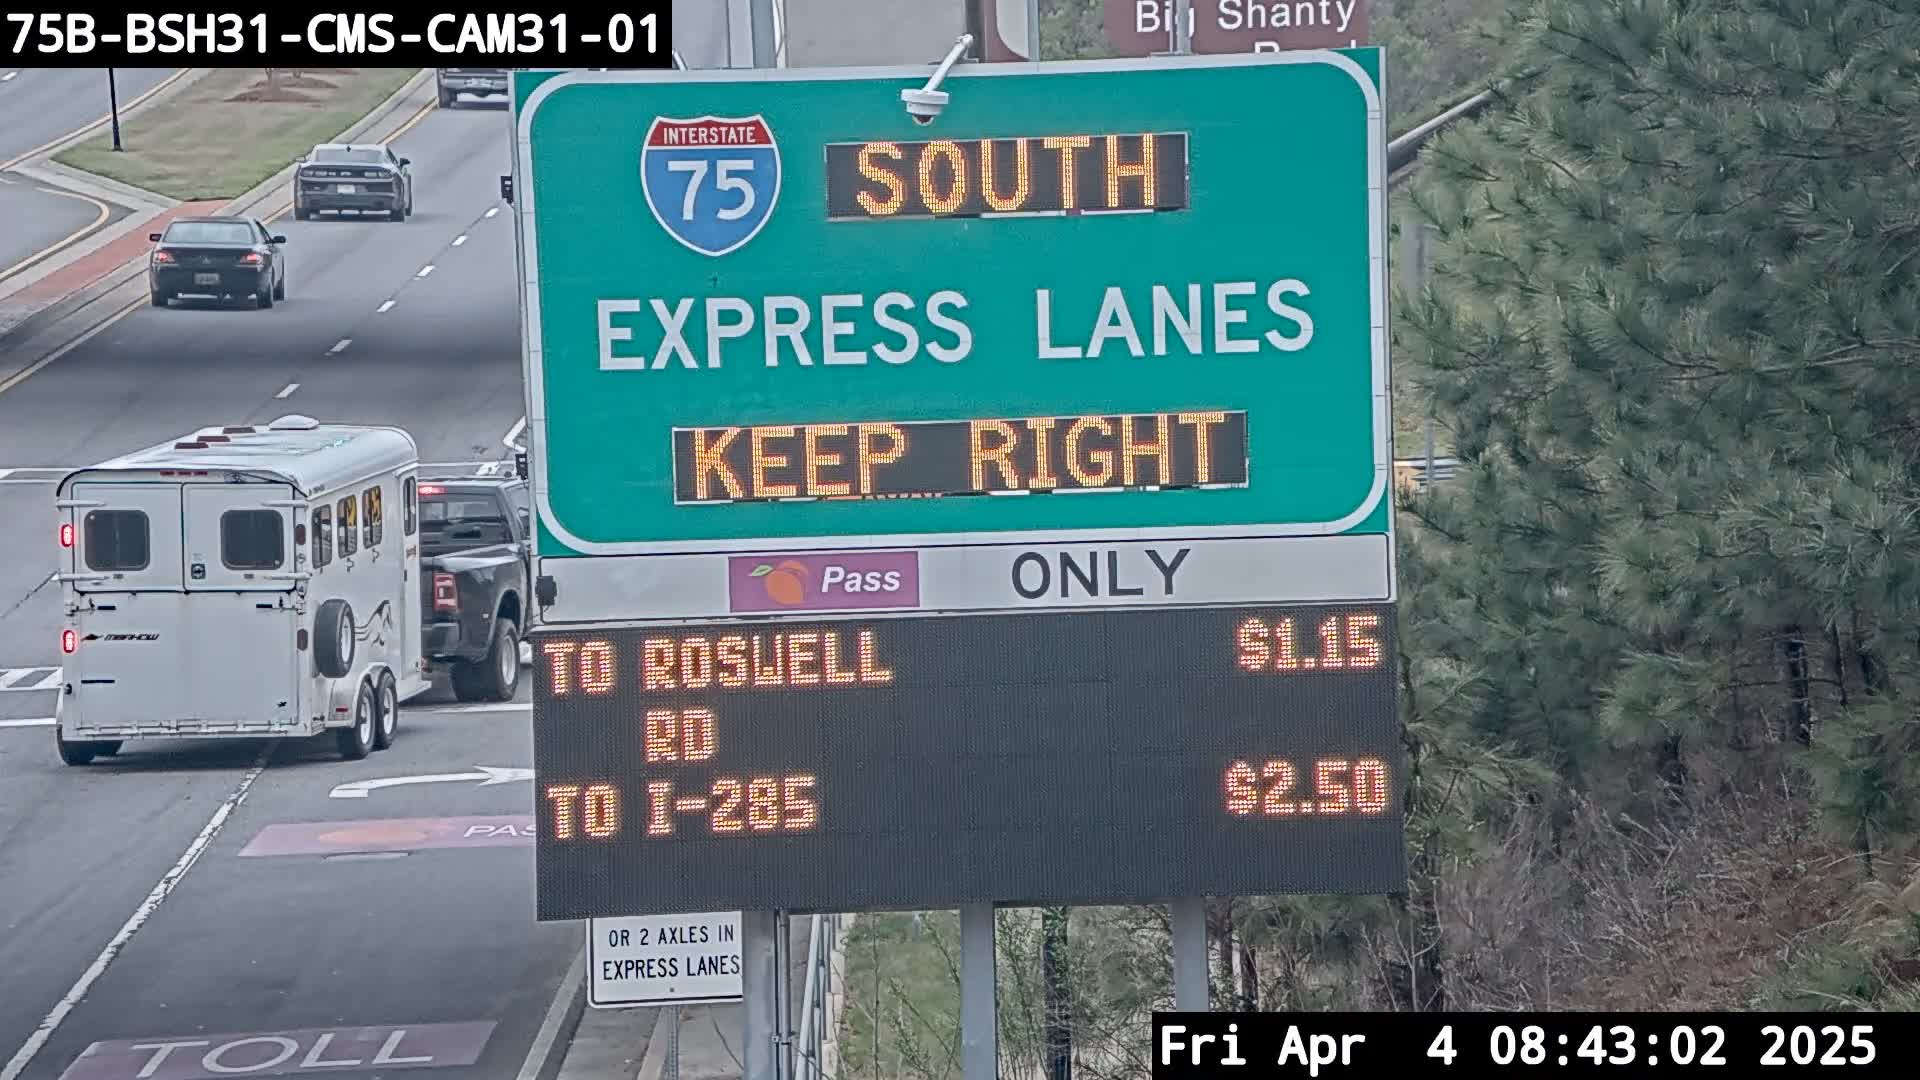 75B-BSH31-CMS-CAM31-01
Big Shanty
INTERSTATE
75
SOUTH
EXPRESS LANES
KEEP RIGHT
Pass
ONLY
TO ROSWELL $1.15
RD
TO I-285 $2.50
OR 2 AXLES IN
EXPRESS LANES
TOLL
Fri Apr 4 08:43:02 2025